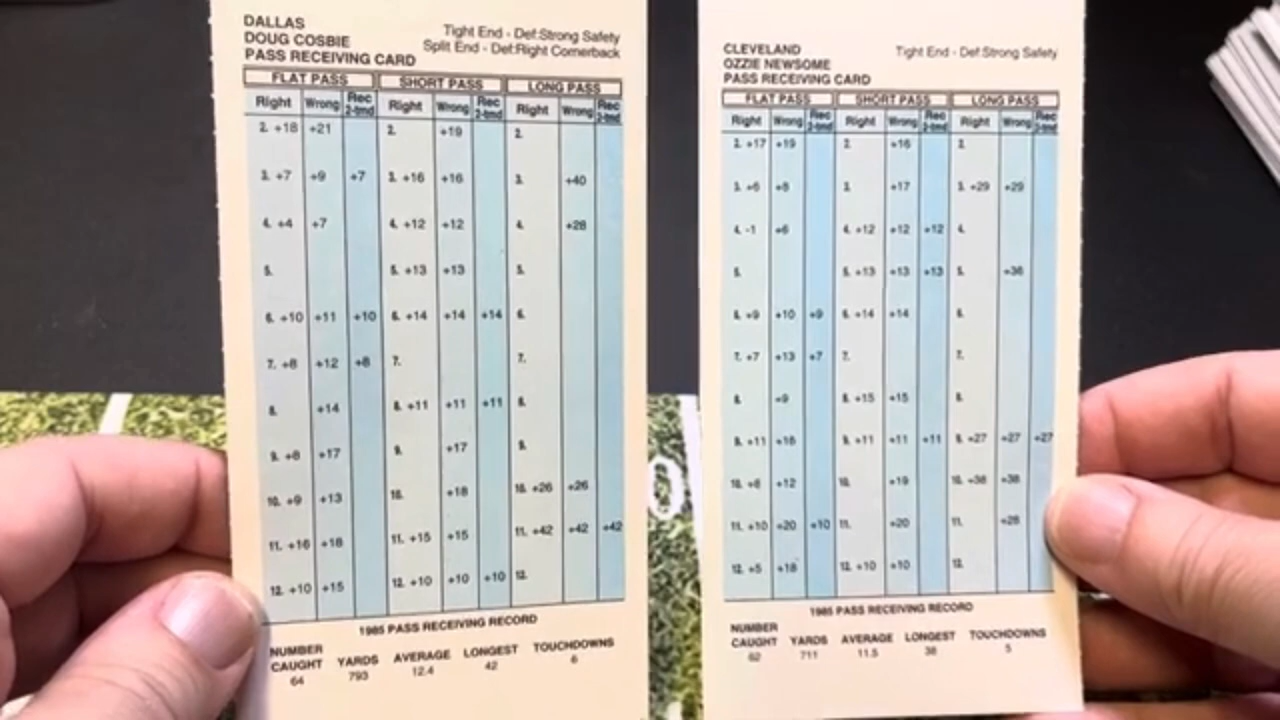 DALLAS
DOUG COSBIE
PASS RECEIVING CARD
Tight End - Def:Strong Safety
Split End - Def:Right Cornerback
FLAT PASS SHORT PASS LONG PASS
Right Wrong Rec 2-tmd Right Wrong Rec 2-tmd Right Wrong Rec 2-tmd
2. +18 +21 2. +19 2.
3. +7 +9 +7 3. +16 +16 3. +40
4. +4 +7 4. +12 +12 4. +28
5. 5. +13 +13 5.
6. +10 +11 +10 6. +14 +14 +14 6.
7. +8 +12 +8 7. 7.
8. +14 8. +11 +11 +11 8.
9. +8 +17 9. +17 9.
10. +9 +13 10. +18 10. +26 +26
11. +16 +18 11. +15 +15 11. +42 +42 +42
12. +10 +15 12. +10 +10 +10 12.
1985 PASS RECEIVING RECORD
NUMBER
CAUGHT YARDS AVERAGE LONGEST TOUCHDOWNS
64 793 12.4 42 6
CLEVELAND
OZZIE NEWSOME
PASS RECEIVING CARD
Tight End - Def:Strong Safety
FLAT PASS SHORT PASS LONG PASS
Right Wrong Rec 2-tmd Right Wrong Rec 2-tmd Right Wrong Rec 2-tmd
2. +17 +19 2. +16 2.
3. +6 +8 3. +17 3. +29 +29
4. -1 +6 4. +12 +12 +12 4.
5. 5. +13 +13 +13 5. +36
6. +9 +10 +9 6. +14 +14 6.
7. +7 +13 +7 7. 7.
8. +9 8. +15 +15 8.
9. +11 +16 9. +11 +11 +11 9. +27 +27 +27
10. +12 10. +19 10. +38 +38
11. +10 +20 +10 11. +20 11.
12. +5 +18 12. +10 +10 12.
1985 PASS RECEIVING RECORD
NUMBER
CAUGHT YARDS AVERAGE LONGEST TOUCHDOWNS
62 711 11.5 38 5
0